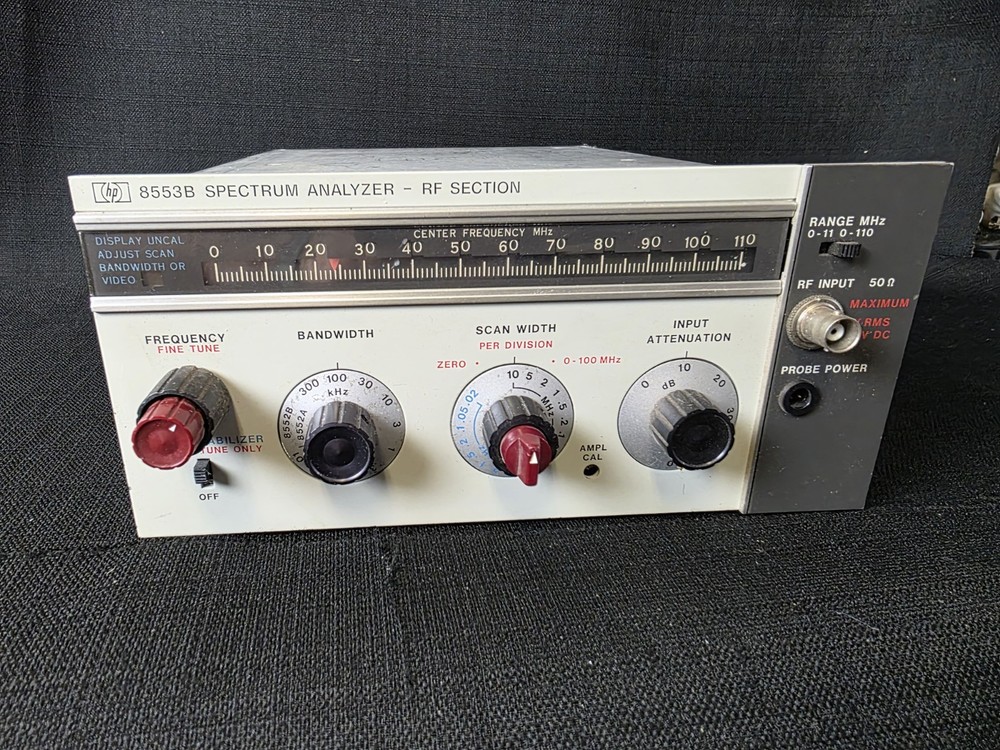 hp 8553B SPECTRUM ANALYZER - RF SECTION
DISPLAY UNCAL
ADJUST SCAN
BANDWIDTH OR
VIDEO
CENTER FREQUENCY MHz
0 10 20 30 40 50 60 70 80 90 100 110
RANGE MHz
0-11 0-110
RF INPUT 50Ω
MAXIMUM
RMS
DC
PROBE POWER
FREQUENCY
FINE TUNE
TUNE ONLY
OFF
BANDWIDTH
300 100 30 10 3 1
kHz
8552B
8552A
SCAN WIDTH
PER DIVISION
ZERO • • 0-100 MHz
10 5 2 1 .5 .2 .1
MHz
.2 .1 .05 .02
AMPL
CAL
INPUT
ATTENUATION
0 10 20
dB